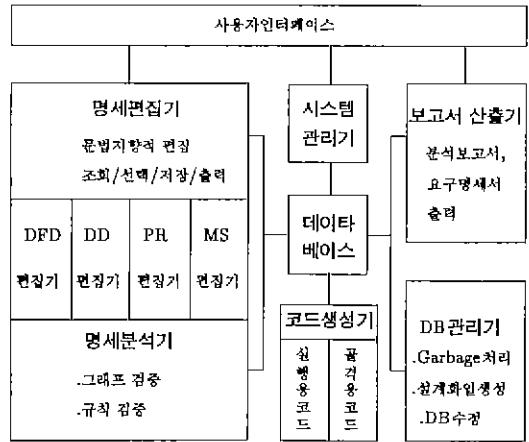 사용자인터페이스
명세편집기
문법지향적 편집
조회/선택/저장/출력
DFD
편집기
DD
편집기
PR
편집기
MS
편집기
명세분석기
.그래프 검증
.규칙 검증
시스템
관리기
데이타
베이스
코드생성기
실행용코드
골격용코드
보고서 산출기
분석보고서,
요구명세서
출력
DB관리기
.Garbage처리
.설계화일생성
.DB수정